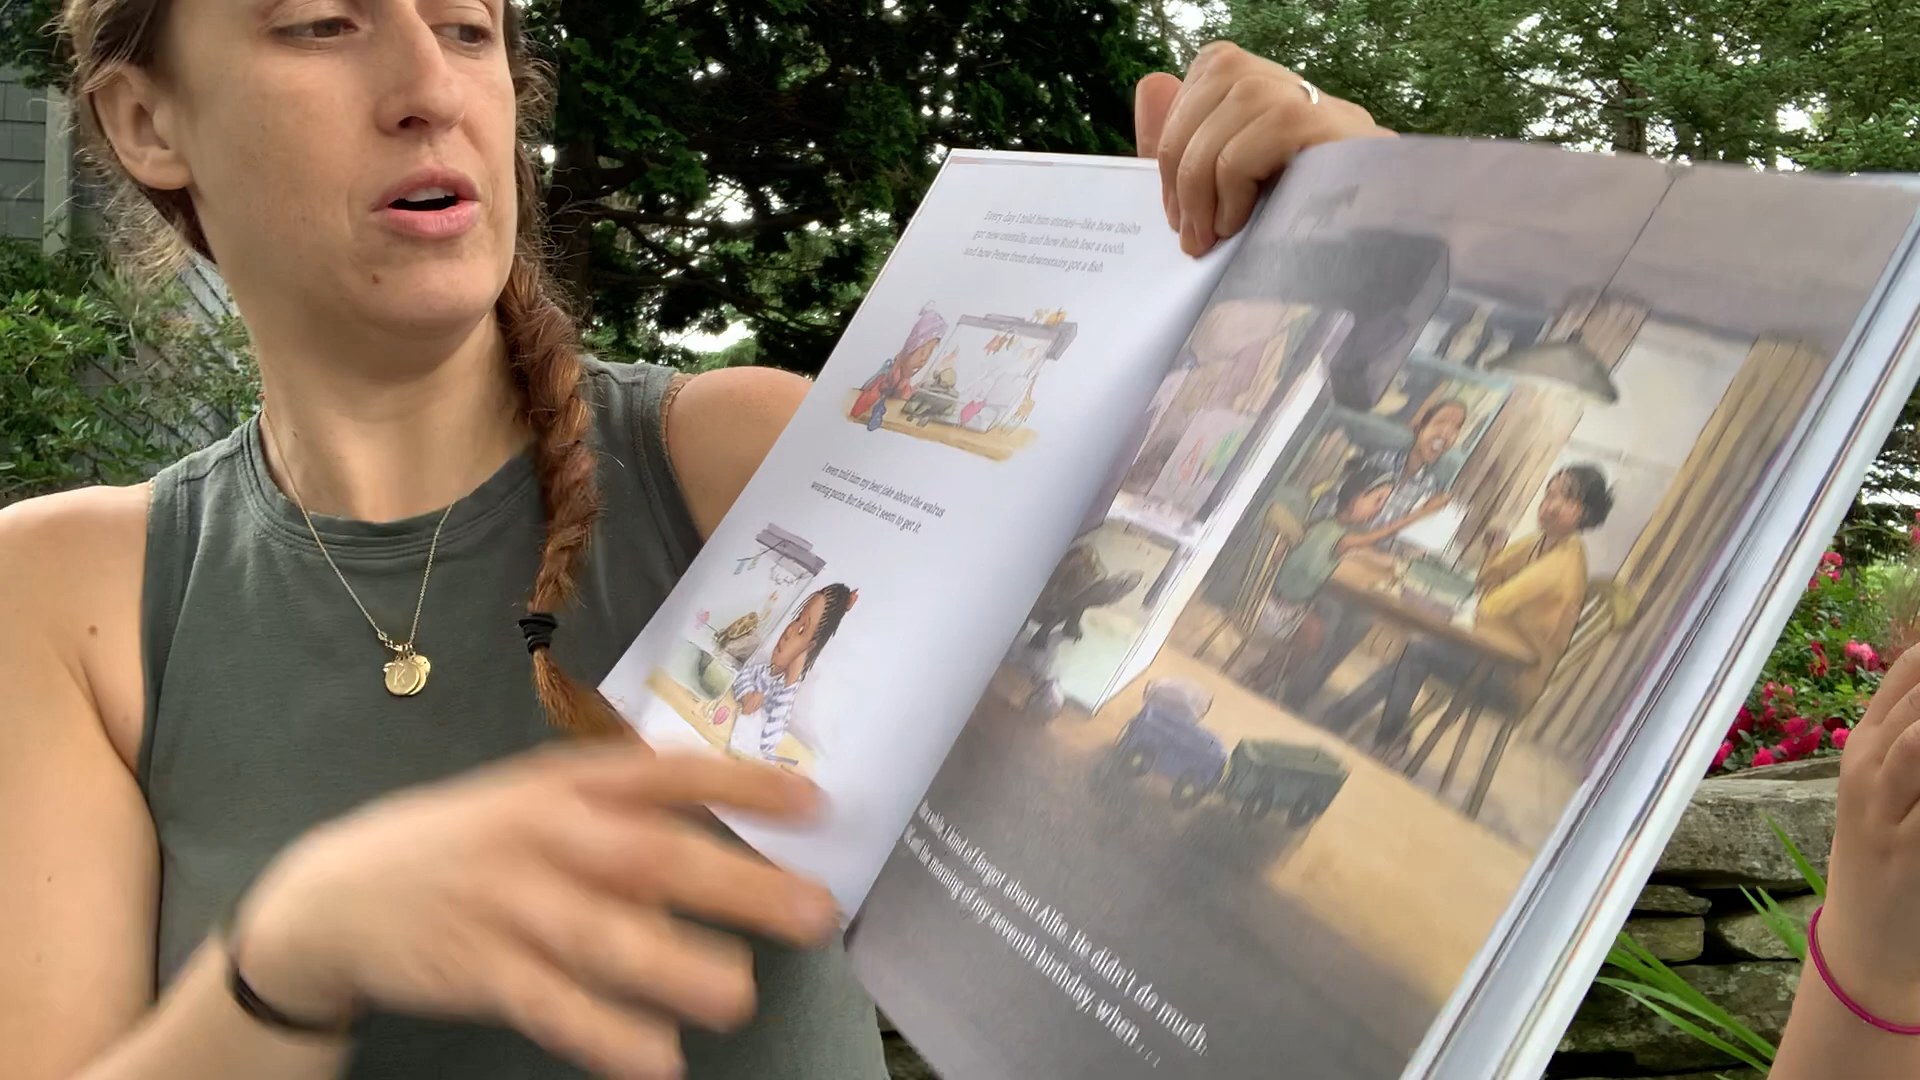 Every day I told him stories—like how Dasho
got new overalls, and how Ruth lost a tooth,
and how Peter from downstairs got a fish
I even told him my best joke about the walrus
wearing pants. But he didn't seem to get it.
I kind of forgot about Alfie. He didn't do much.
the morning of my seventh birthday, when . . .
K